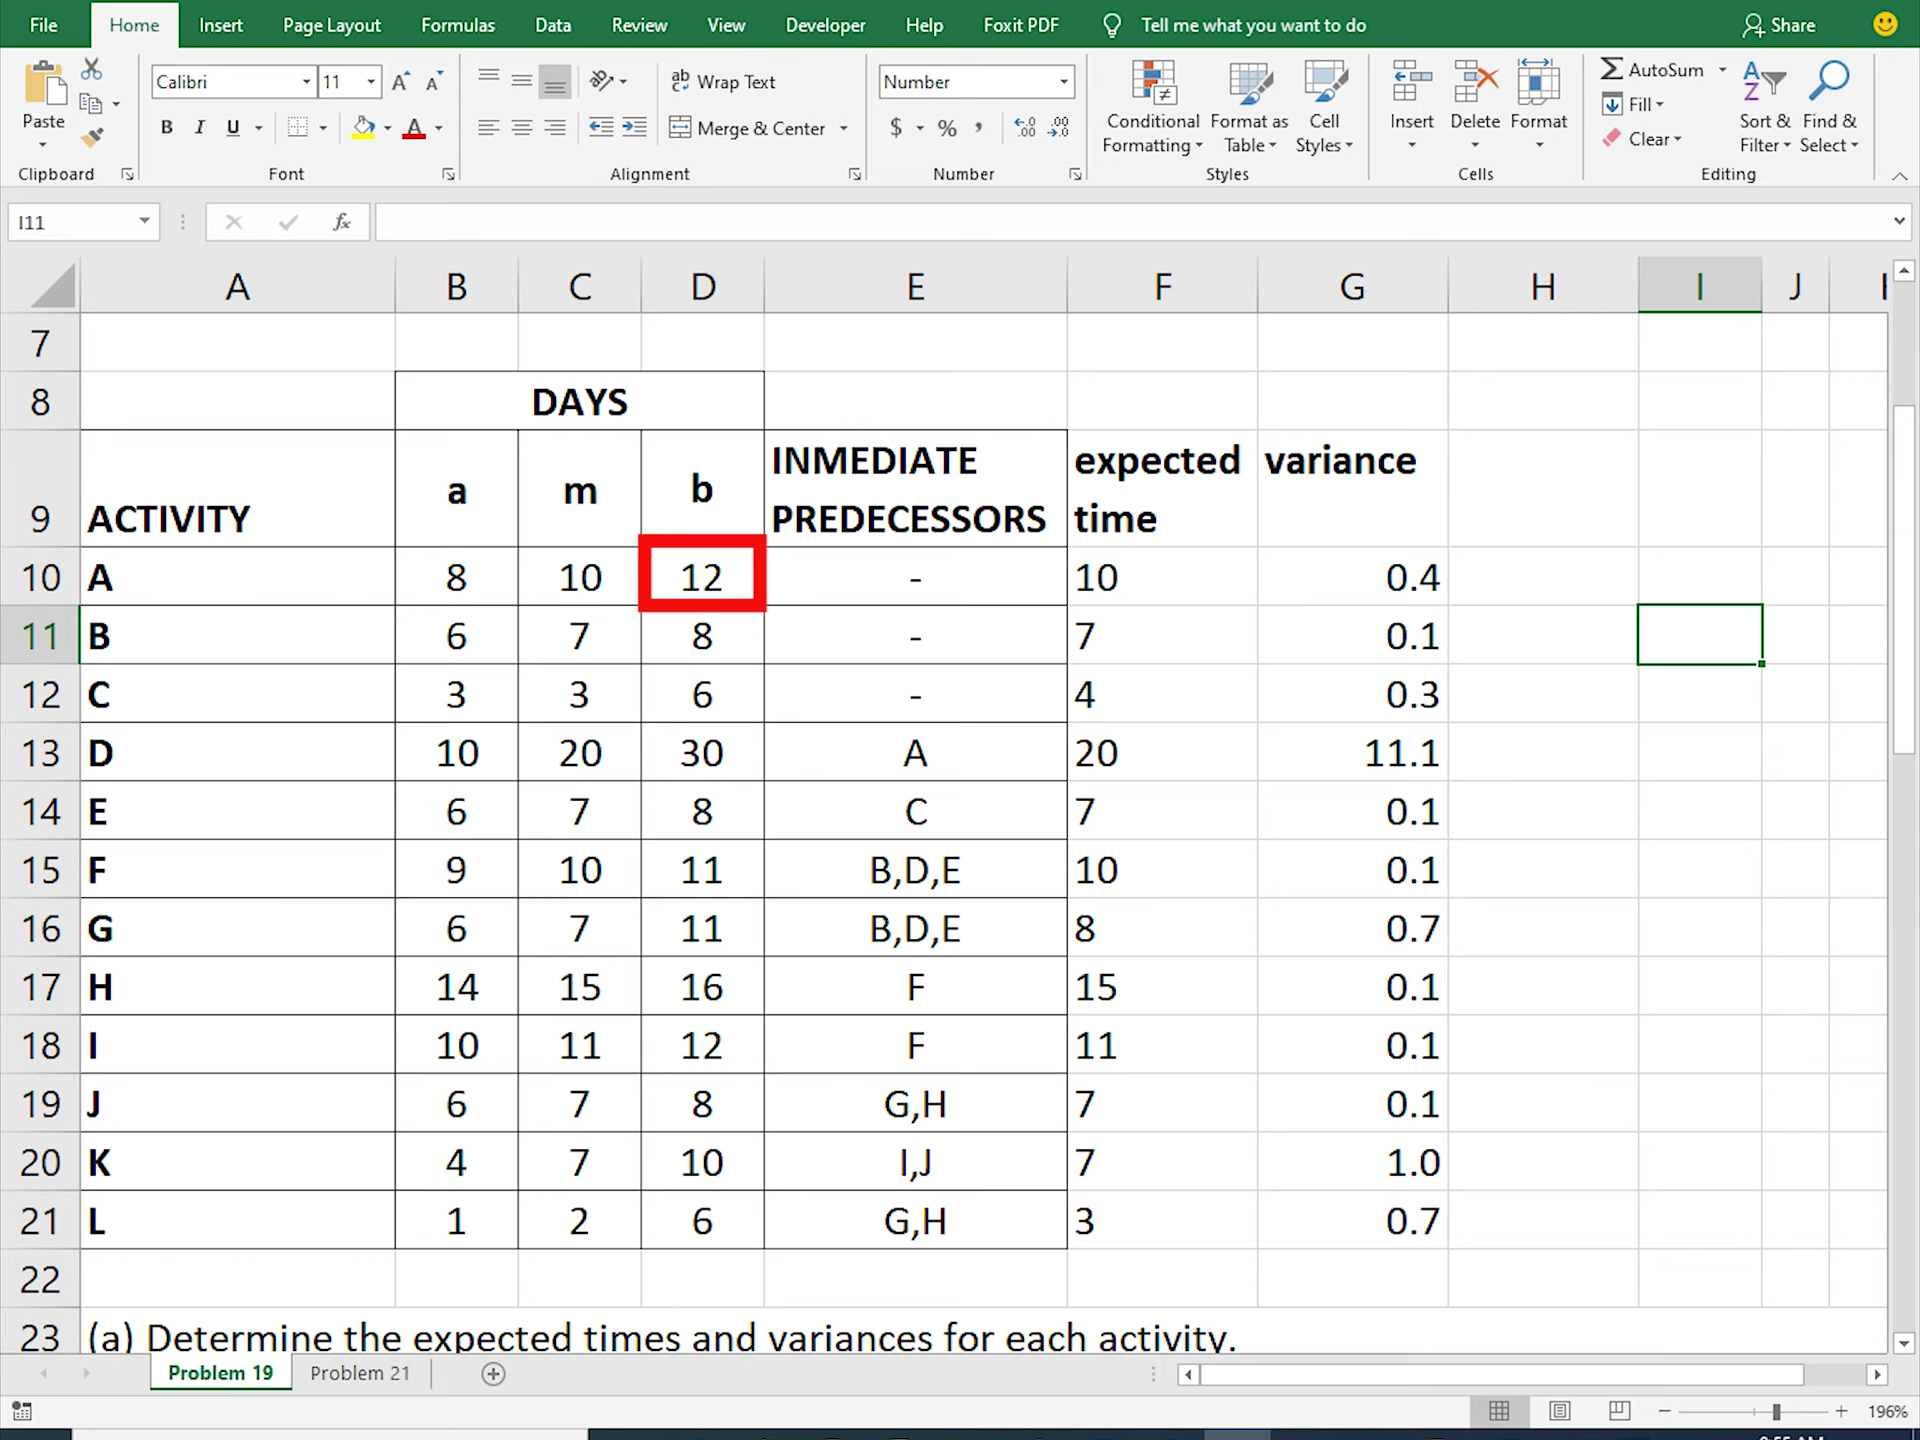 File Home Insert Page Layout Formulas Data Review View Developer Help Foxit PDF Tell me what you want to do Share
Calibri 11 A A ab Wrap Text Number AutoSum
Paste B I U A Merge & Center $ % , Conditional Formatting Format as Table Cell Styles Insert Delete Format Fill Clear Sort & Filter Find & Select
Clipboard Font Alignment Number Styles Cells Editing
I11 fx
A B C D E F G H I J
7
8 DAYS
9 ACTIVITY a m b INMEDIATE PREDECESSORS expected time variance
10 A 8 10 12 - 10 0.4
11 B 6 7 8 - 7 0.1
12 C 3 3 6 - 4 0.3
13 D 10 20 30 A 20 11.1
14 E 6 7 8 C 7 0.1
15 F 9 10 11 B,D,E 10 0.1
16 G 6 7 11 B,D,E 8 0.7
17 H 14 15 16 F 15 0.1
18 I 10 11 12 F 11 0.1
19 J 6 7 8 G,H 7 0.1
20 K 4 7 10 I,J 7 1.0
21 L 1 2 6 G,H 3 0.7
22
23 (a) Determine the expected times and variances for each activity.
Problem 19 Problem 21
196%